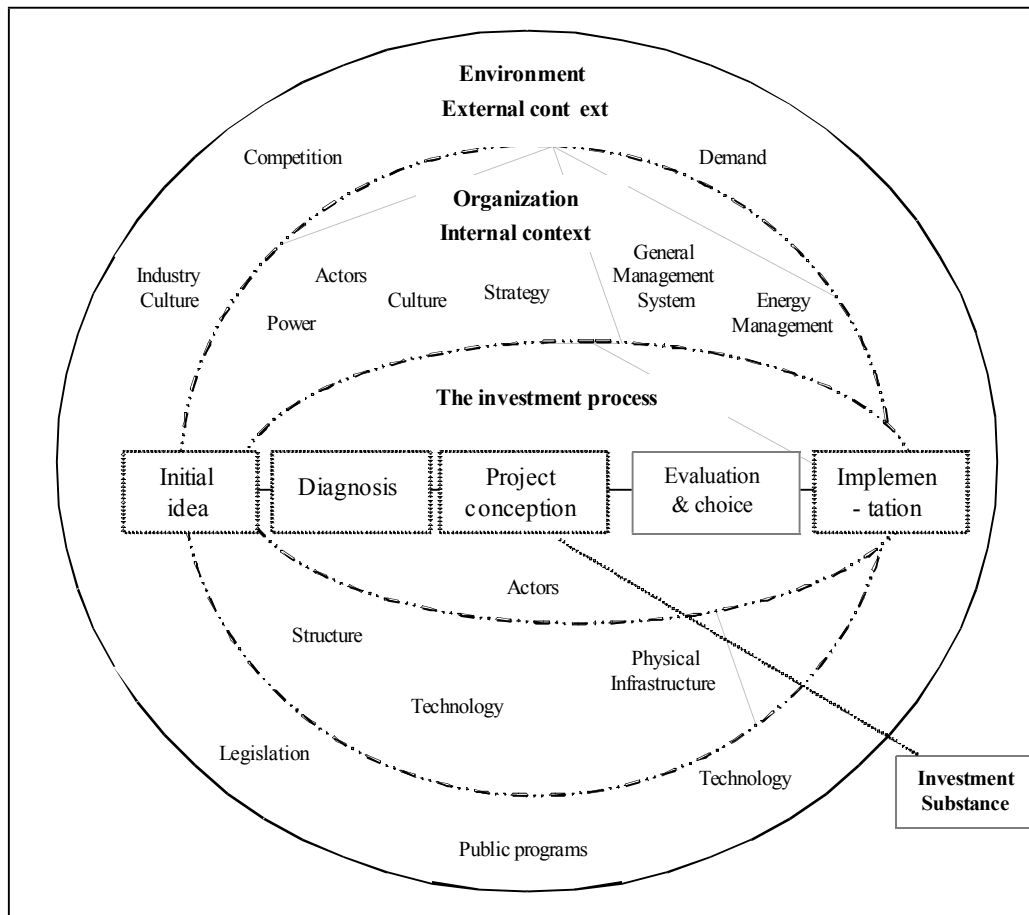 Environment
External cont ext
Competition
Demand
Organization
Internal context
Industry
Culture
Actors
Power
Culture
Strategy
General
Management
System
Energy
Management
The investment process
Initial
idea
Diagnosis
Project
conception
Evaluation
& choice
Implemen
- tation
Actors
Structure
Physical
Infrastructure
Technology
Legislation
Technology
Investment
Substance
Public programs